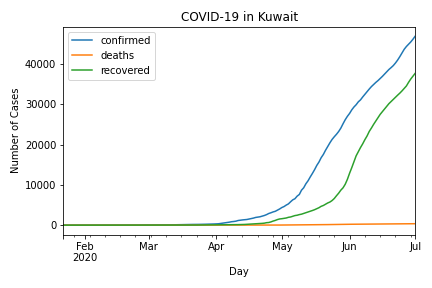 COVID-19 in Kuwait
confirmed
deaths
recovered
Number of Cases
40000
30000
20000
10000
0
Feb
2020
Mar
Apr
May
Jun
Jul
Day